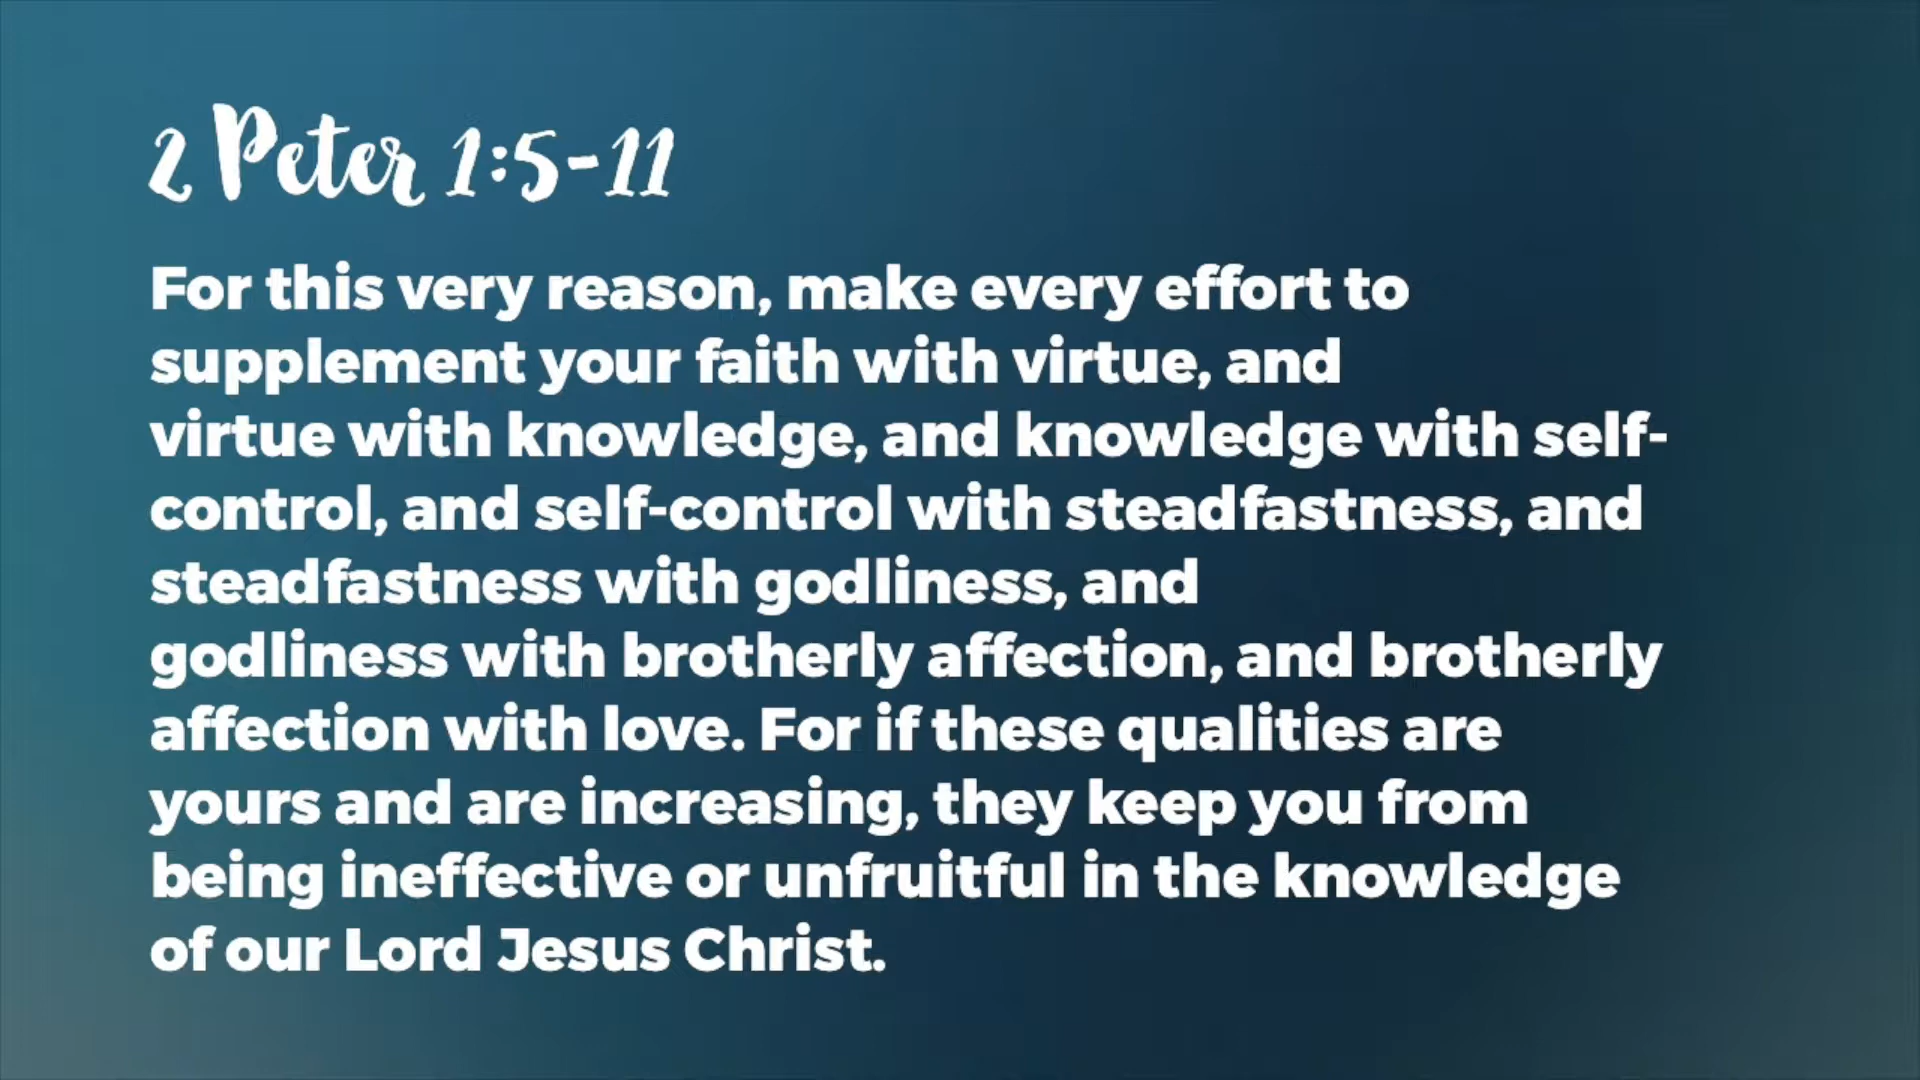 2 Peter 1:5-11
For this very reason, make every effort to
supplement your faith with virtue, and
virtue with knowledge, and knowledge with self-
control, and self-control with steadfastness, and
steadfastness with godliness, and
godliness with brotherly affection, and brotherly
affection with love. For if these qualities are
yours and are increasing, they keep you from
being ineffective or unfruitful in the knowledge
of our Lord Jesus Christ.